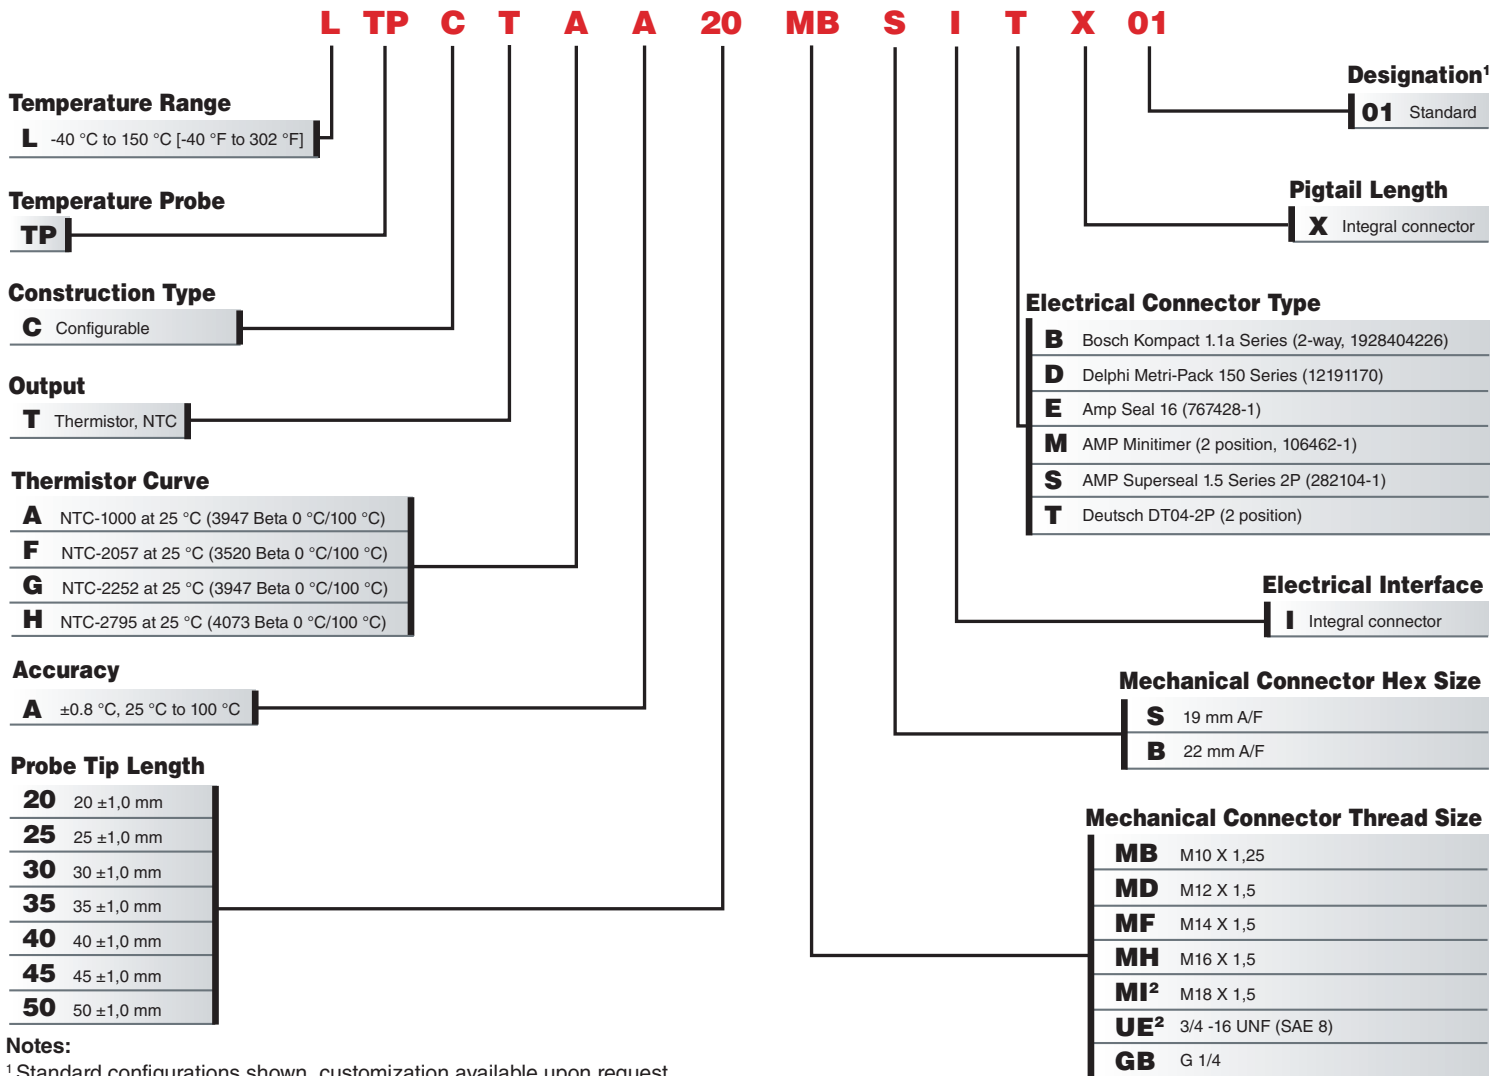 L TP C T A A 20 MB S I T X 01
Temperature Range
L -40 °C to 150 °C [-40 °F to 302 °F]
Temperature Probe
TP
Construction Type
C Configurable
Output
T Thermistor, NTC
Thermistor Curve
A NTC-1000 at 25 °C (3947 Beta 0 °C/100 °C)
F NTC-2057 at 25 °C (3520 Beta 0 °C/100 °C)
G NTC-2252 at 25 °C (3947 Beta 0 °C/100 °C)
H NTC-2795 at 25 °C (4073 Beta 0 °C/100 °C)
Accuracy
A ±0.8 °C, 25 °C to 100 °C
Probe Tip Length
20 20 ±1,0 mm
25 25 ±1,0 mm
30 30 ±1,0 mm
35 35 ±1,0 mm
40 40 ±1,0 mm
45 45 ±1,0 mm
50 50 ±1,0 mm
Notes:
¹ Standard configurations shown, customization available upon request
Designation¹
01 Standard
Pigtail Length
X Integral connector
Electrical Connector Type
B Bosch Kompact 1.1a Series (2-way, 1928404226)
D Delphi Metri-Pack 150 Series (12191170)
E Amp Seal 16 (767428-1)
M AMP Minitimer (2 position, 106462-1)
S AMP Superseal 1.5 Series 2P (282104-1)
T Deutsch DT04-2P (2 position)
Electrical Interface
I Integral connector
Mechanical Connector Hex Size
S 19 mm A/F
B 22 mm A/F
Mechanical Connector Thread Size
MB M10 X 1,25
MD M12 X 1,5
MF M14 X 1,5
MH M16 X 1,5
MI² M18 X 1,5
UE² 3/4 -16 UNF (SAE 8)
GB G 1/4